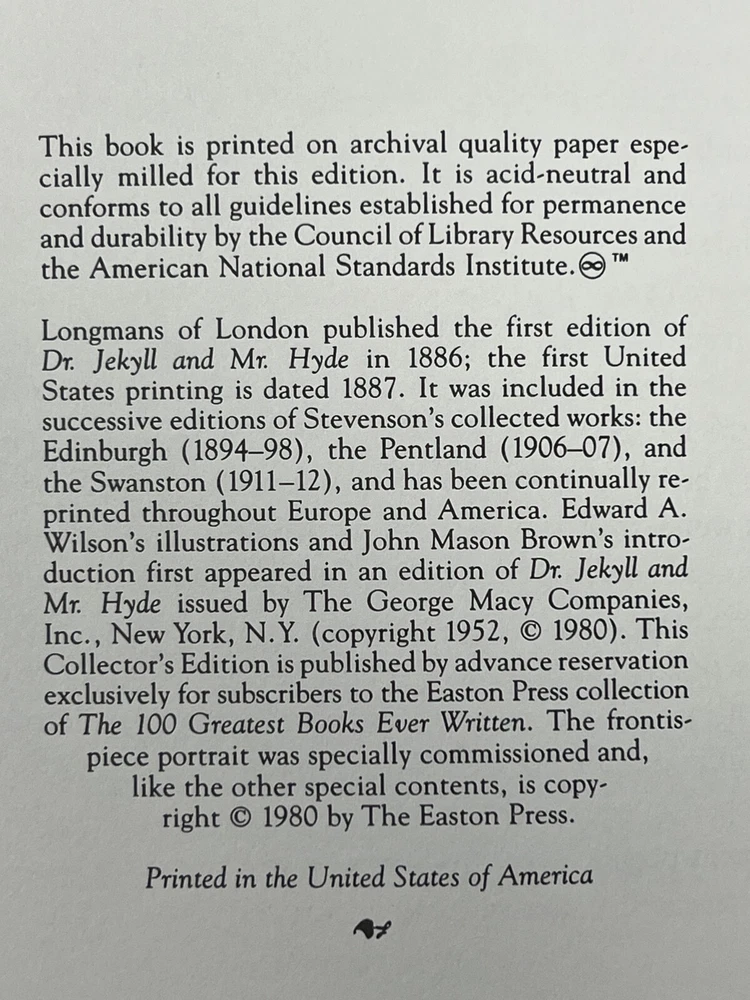 This book is printed on archival quality paper espe-
cially milled for this edition. It is acid-neutral and
conforms to all guidelines established for permanence
and durability by the Council of Library Resources and
the American National Standards Institute.♾™
Longmans of London published the first edition of
Dr. Jekyll and Mr. Hyde in 1886; the first United
States printing is dated 1887. It was included in the
successive editions of Stevenson's collected works: the
Edinburgh (1894–98), the Pentland (1906–07), and
the Swanston (1911–12), and has been continually re-
printed throughout Europe and America. Edward A.
Wilson's illustrations and John Mason Brown's intro-
duction first appeared in an edition of Dr. Jekyll and
Mr. Hyde issued by The George Macy Companies,
Inc., New York, N.Y. (copyright 1952, © 1980). This
Collector's Edition is published by advance reservation
exclusively for subscribers to the Easton Press collection
of The 100 Greatest Books Ever Written. The frontis-
piece portrait was specially commissioned and,
like the other special contents, is copy-
right © 1980 by The Easton Press.
Printed in the United States of America